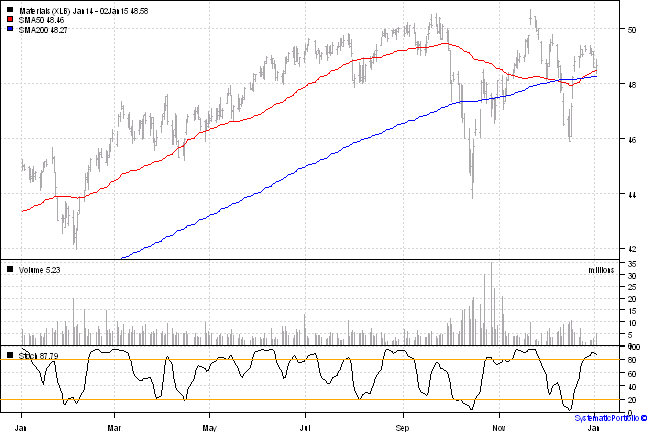 Materials (XLB) Jan14 - 02Jan15 48.58
SMA50 48.46
SMA200 48.27
50
48
46
44
42
Volume 5.23
millions
35
30
25
20
15
10
5
0
Stoch 87.79
100
80
60
40
20
0
Jan
Mar
May
Jul
Sep
Nov
Jan
SystematicPortfolio ©